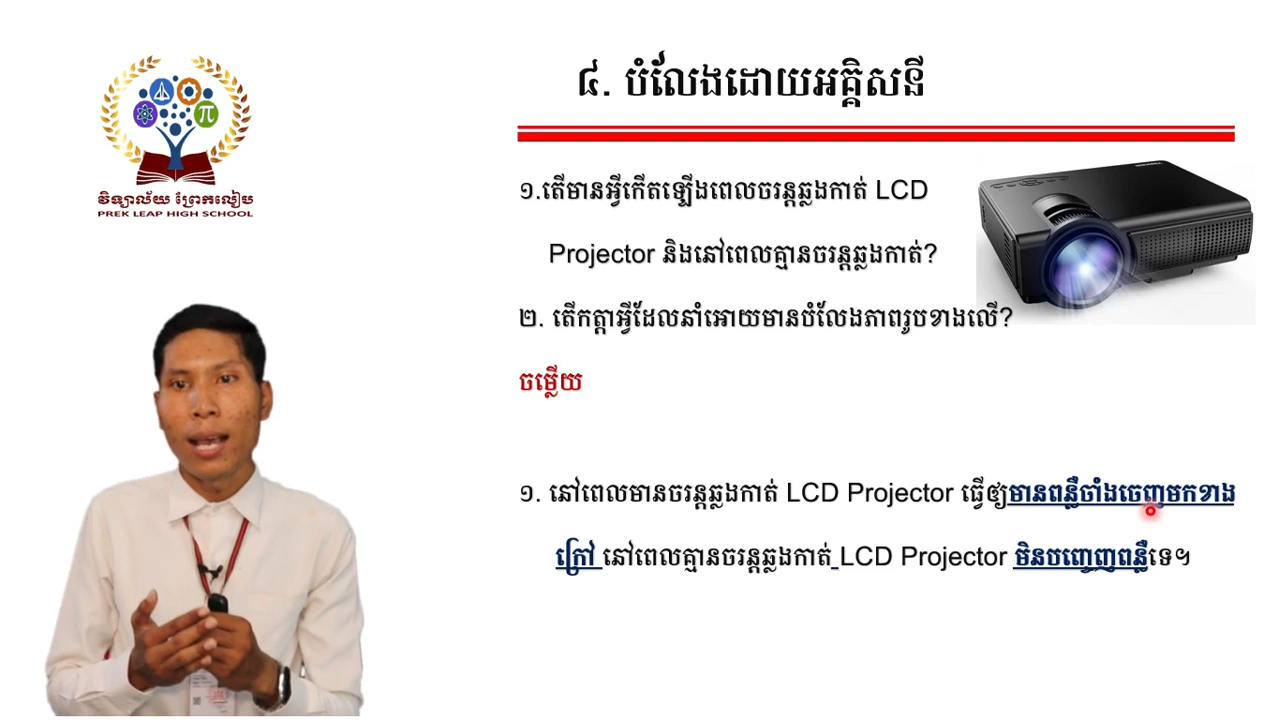 វិទ្យាល័យ ព្រែកលៀប
PREK LEAP HIGH SCHOOL
៤. បំលែងដោយអគ្គិសនី
១.តើមានអ្វីកើតឡើងពេលចរន្តឆ្លងកាត់ LCD
Projector និងនៅពេលគ្មានចរន្តឆ្លងកាត់?
២. តើកត្តាអ្វីដែលនាំអោយមានបំលែងភាពរូបខាងលើ?
ចម្លើយ
១. នៅពេលមានចរន្តឆ្លងកាត់ LCD Projector ធ្វើឲ្យមានពន្លឺចាំងចេញមកខាង
ក្រៅ នៅពេលគ្មានចរន្តឆ្លងកាត់ LCD Projector មិនបញ្ចេញពន្លឺទេ។